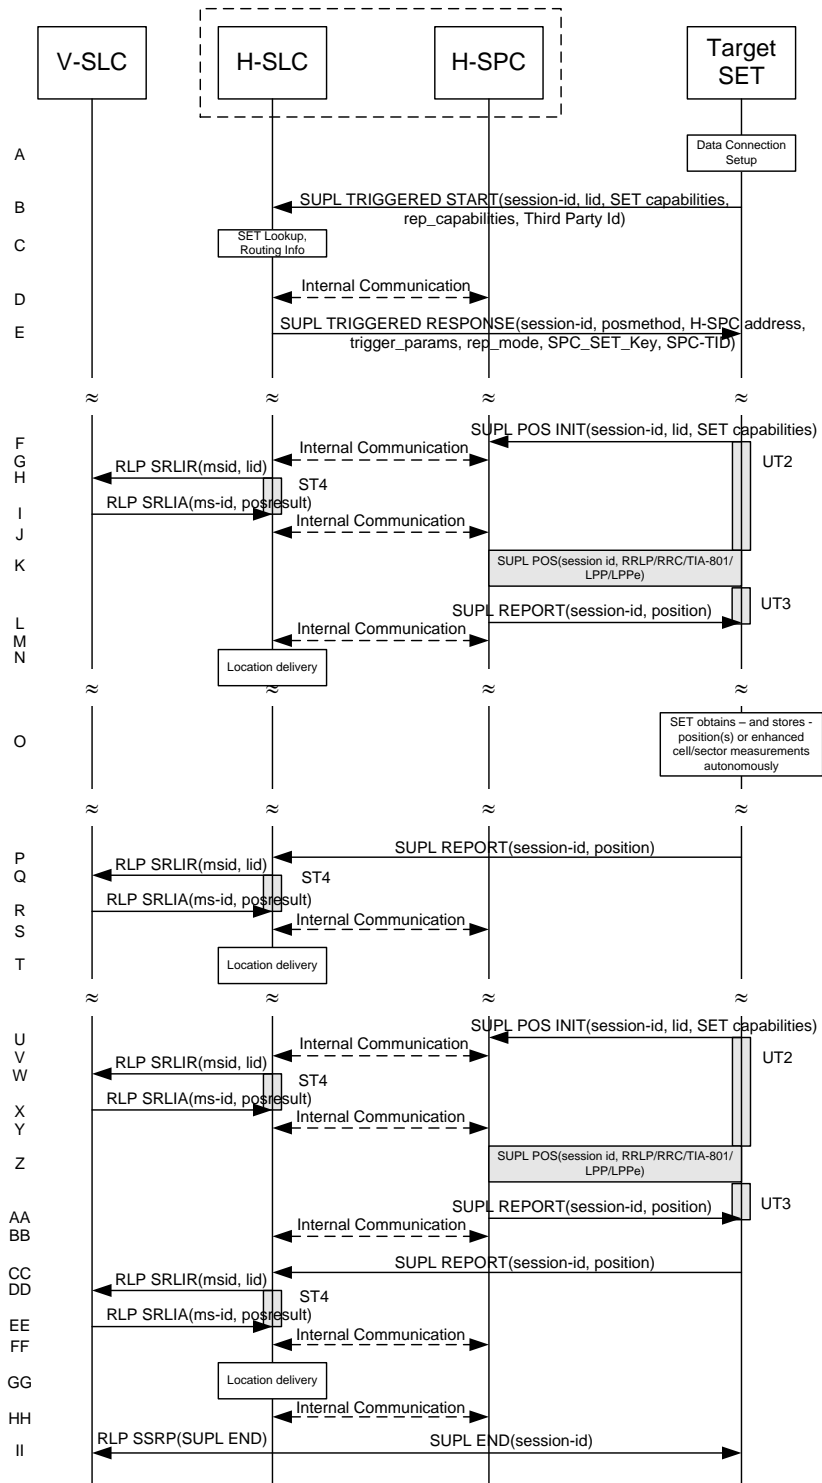 V-SLC
H-SLC
H-SPC
Target
SET
A
Data Connection
Setup
B
SUPL TRIGGERED START(session-id, lid, SET capabilities,
rep_capabilities, Third Party Id)
C
SET Lookup,
Routing Info
D
Internal Communication
E
SUPL TRIGGERED RESPONSE(session-id, posmethod, H-SPC address,
trigger_params, rep_mode, SPC_SET_Key, SPC-TID)
≈ ≈ ≈ ≈
F
SUPL POS INIT(session-id, lid, SET capabilities)
G
Internal Communication
UT2
H
RLP SRLIR(msid, lid)
ST4
I
RLP SRLIA(ms-id, posresult)
J
Internal Communication
K
SUPL POS(session id, RRLP/RRC/TIA-801/
LPP/LPPe)
UT3
L
SUPL REPORT(session-id, position)
M
Internal Communication
N
Location delivery
≈ ≈ ≈ ≈
O
SET obtains – and stores -
position(s) or enhanced
cell/sector measurements
autonomously
≈ ≈ ≈ ≈
P
SUPL REPORT(session-id, position)
Q
RLP SRLIR(msid, lid)
ST4
R
RLP SRLIA(ms-id, posresult)
S
Internal Communication
T
Location delivery
≈ ≈ ≈ ≈
U
SUPL POS INIT(session-id, lid, SET capabilities)
V
Internal Communication
UT2
W
RLP SRLIR(msid, lid)
ST4
X
RLP SRLIA(ms-id, posresult)
Y
Internal Communication
Z
SUPL POS(session id, RRLP/RRC/TIA-801/
LPP/LPPe)
UT3
AA
SUPL REPORT(session-id, position)
BB
Internal Communication
CC
SUPL REPORT(session-id, position)
DD
RLP SRLIR(msid, lid)
ST4
EE
RLP SRLIA(ms-id, posresult)
FF
Internal Communication
GG
Location delivery
HH
Internal Communication
II
RLP SSRP(SUPL END)
SUPL END(session-id)